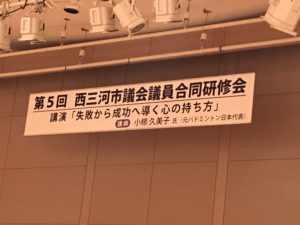 第5回 西三河市議会議員合同研修会
講演「失敗から成功へ導く心の持ち方」
講師 小椋 久美子 氏（元バドミントン日本代表）